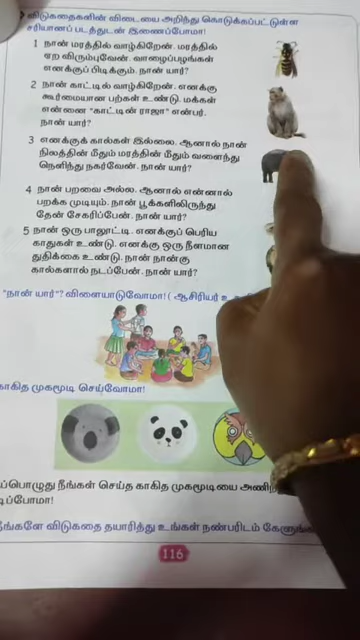 விடுகதைகளின் விடையை அறிந்து கொடுக்கப்பட்டுள்ள
சரியானப் படத்துடன் இணைப்போமா!
1 நான் மரத்தில் வாழ்கிறேன். மரத்தில்
ஏற விரும்புவேன். வாழைப்பழங்கள்
எனக்குப் பிடிக்கும். நான் யார்?
2 நான் காட்டில் வாழ்கிறேன். எனக்கு
கூர்மையான பற்கள் உண்டு. மக்கள்
என்னை "காட்டின் ராஜா" என்பர்.
நான் யார்?
3 எனக்குக் கால்கள் இல்லை. ஆனால் நான்
நிலத்தின் மீதும் மரத்தின் மீதும் வளைந்து
நெளிந்து நகர்வேன். நான் யார்?
4 நான் பறவை அல்ல. ஆனால் என்னால்
பறக்க முடியும். நான் பூக்களிலிருந்து
தேன் சேகரிப்பேன். நான் யார்?
5 நான் ஒரு பாலூட்டி. எனக்குப் பெரிய
காதுகள் உண்டு. எனக்கு ஒரு நீளமான
துதிக்கை உண்டு. நான் நான்கு
கால்களால் நடப்பேன். நான் யார்?
"நான் யார்"? விளையாடுவோமா! ( ஆசிரியர்
காகித முகமூடி செய்வோமா!
ப்பொழுது நீங்கள் செய்த காகித முகமூடியை அணிந்
டிப்போமா!
நீங்களே விடுகதை தயாரித்து உங்கள் நண்பரிடம்
116